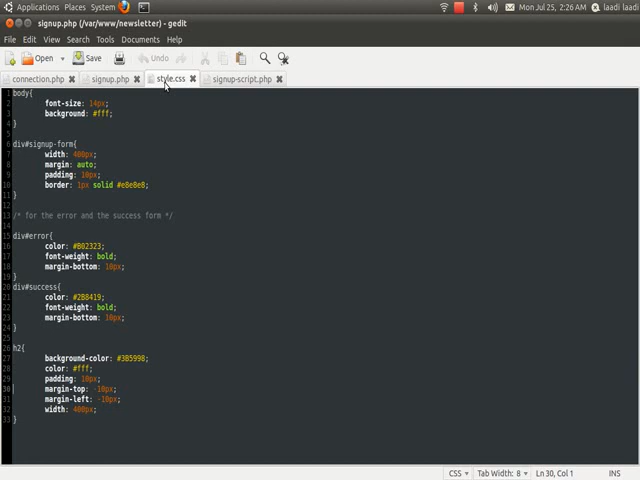 Applications Places System Mon Jul 25, 2:26 AM laadi laadi
signup.php (/var/www/newsletter) - gedit
File Edit View Search Tools Documents Help
Open Save Undo
connection.php signup.php style.css signup-script.php
1 body{
2 font-size: 14px;
3 background: #fff;
4 }
5
6 div#signup-form{
7 width: 400px;
8 margin: auto;
9 padding: 10px;
10 border: 1px solid #e8e8e8;
11 }
12
13 /* for the error and the success form */
14
15 div#error{
16 color: #B02323;
17 font-weight: bold;
18 margin-bottom: 10px;
19 }
20 div#success{
21 color: #2B8419;
22 font-weight: bold;
23 margin-bottom: 10px;
24 }
25
26 h2{
27 background-color: #3B5998;
28 color: #fff;
29 padding: 10px;
30 margin-top: -10px;
31 margin-left: -10px;
32 width: 400px;
33 }
CSS Tab Width: 8 Ln 30, Col 1 INS